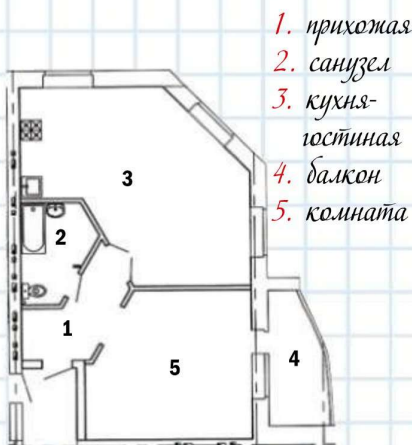 1. прихожая
2. санузел
3. кухня-
гостиная
4. балкон
5. комната
3
2
1
4
5